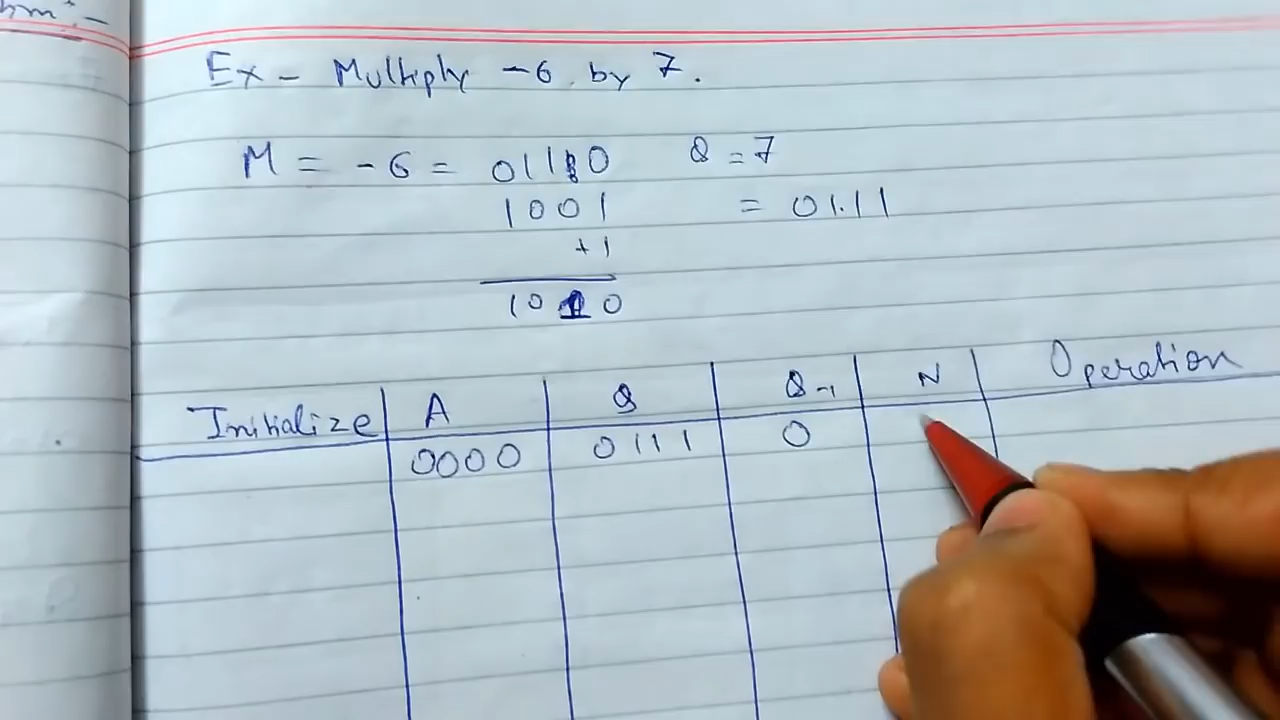 Ex - Multiply -6 by 7.
M = -6 = 0110 Q = 7
1001 = 0111
+1
1010
Initialize A Q Q-1 N Operation
0000 0111 0